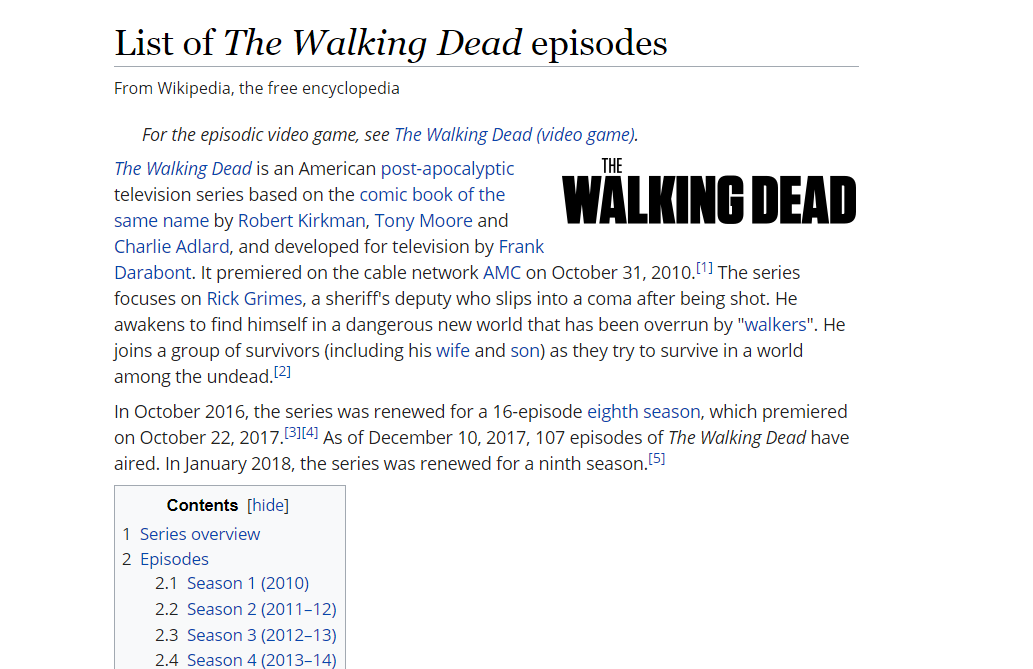 List of The Walking Dead episodes
From Wikipedia, the free encyclopedia
For the episodic video game, see The Walking Dead (video game).
THE
WALKING DEAD
The Walking Dead is an American post-apocalyptic
television series based on the comic book of the
same name by Robert Kirkman, Tony Moore and
Charlie Adlard, and developed for television by Frank
Darabont. It premiered on the cable network AMC on October 31, 2010.[1] The series
focuses on Rick Grimes, a sheriff's deputy who slips into a coma after being shot. He
awakens to find himself in a dangerous new world that has been overrun by "walkers". He
joins a group of survivors (including his wife and son) as they try to survive in a world
among the undead.[2]
In October 2016, the series was renewed for a 16-episode eighth season, which premiered
on October 22, 2017.[3][4] As of December 10, 2017, 107 episodes of The Walking Dead have
aired. In January 2018, the series was renewed for a ninth season.[5]
Contents [hide]
1 Series overview
2 Episodes
2.1 Season 1 (2010)
2.2 Season 2 (2011–12)
2.3 Season 3 (2012–13)
2.4 Season 4 (2013–14)